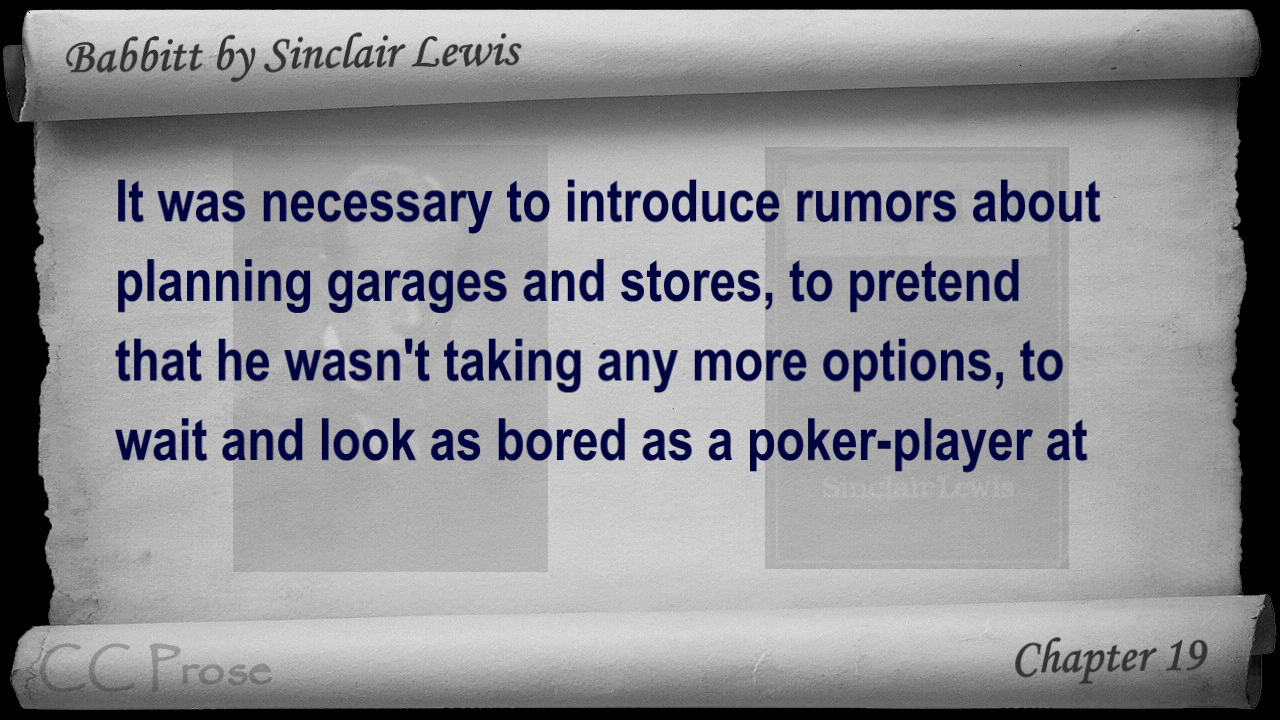 Babbitt by Sinclair Lewis
It was necessary to introduce rumors about
planning garages and stores, to pretend
that he wasn't taking any more options, to
wait and look as bored as a poker-player at
Sinclair Lewis
CC Prose
Chapter 19